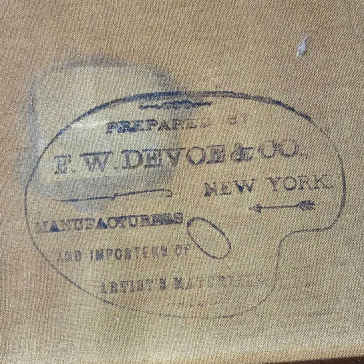 PREPARED BY
F. W. DEVOE & CO.
NEW YORK.
MANUFACTURERS
AND IMPORTERS OF
ARTIST'S MATERIALS